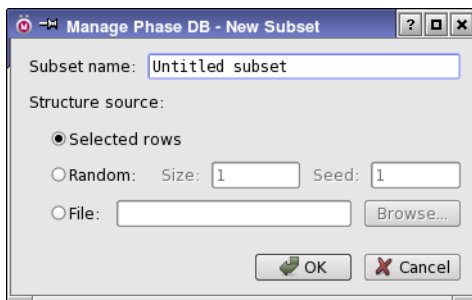 Manage Phase DB - New Subset
Subset name: Untitled subset
Structure source:
Selected rows
Random: Size: 1 Seed: 1
File: Browse...
OK Cancel